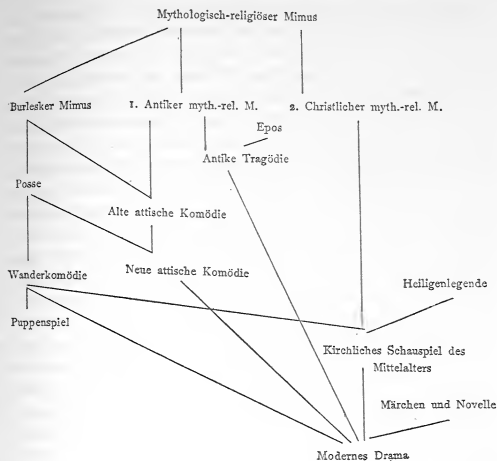 Mythologisch-religiöser Mimus
Burlesker Mimus
1. Antiker myth.-rel. M.
2. Christlicher myth.-rel. M.
Epos
Antike Tragödie
Posse
Alte attische Komödie
Wanderkomödie
Neue attische Komödie
Heiligenlegende
Puppenspiel
Kirchliches Schauspiel des
Mittelalters
Märchen und Novelle
Modernes Drama